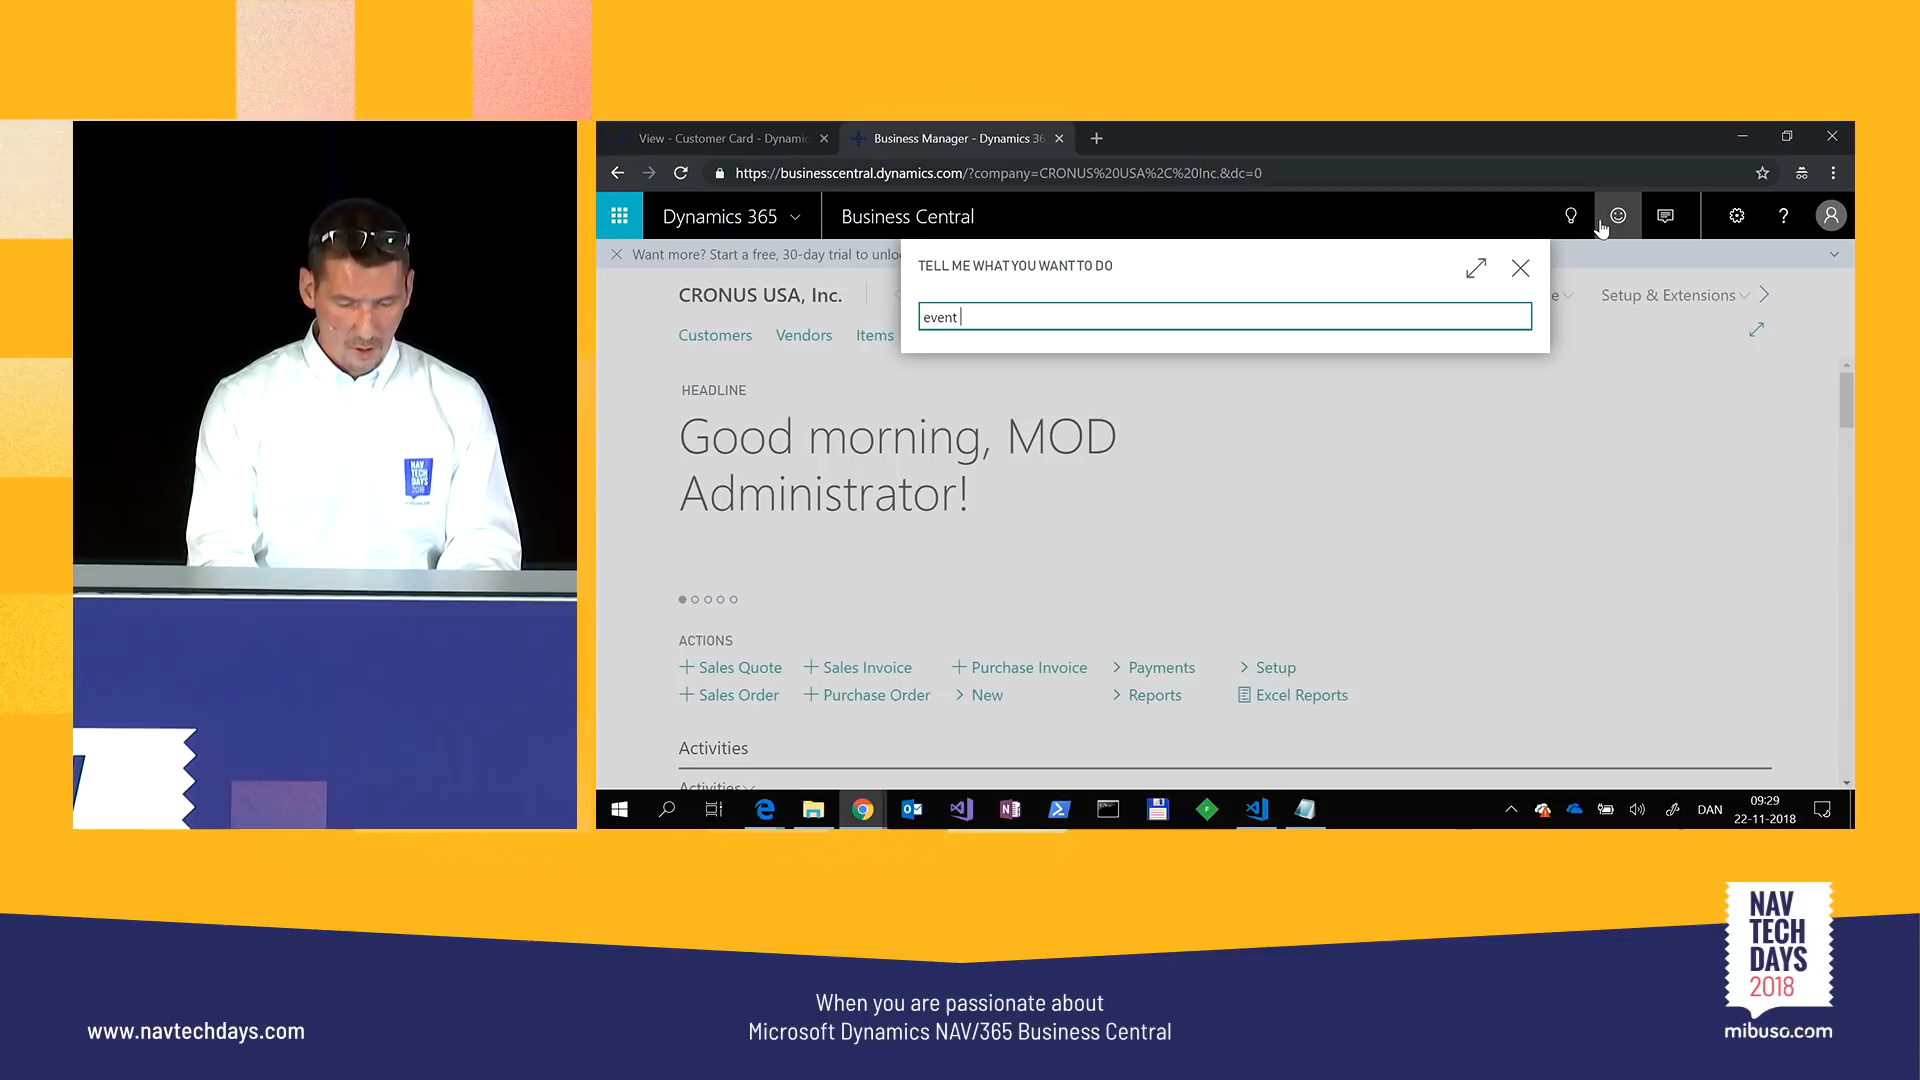 View - Customer Card - Dynamic
Business Manager - Dynamics 36
https://businesscentral.dynamics.com/?company=CRONUS%20USA%2C%20Inc.&dc=0
Dynamics 365
Business Central
Want more? Start a free, 30-day trial to unlo
TELL ME WHAT YOU WANT TO DO
event
CRONUS USA, Inc.
e
Setup & Extensions
Customers Vendors Items
HEADLINE
Good morning, MOD
Administrator!
ACTIONS
+ Sales Quote + Sales Invoice + Purchase Invoice > Payments > Setup
+ Sales Order + Purchase Order > New > Reports Excel Reports
Activities
Activities
DAN
09:29
22-11-2018
NAV
TECH
DAYS
2018
NAV
TECH
DAYS
2018
mibuso.com
www.navtechdays.com
When you are passionate about
Microsoft Dynamics NAV/365 Business Central